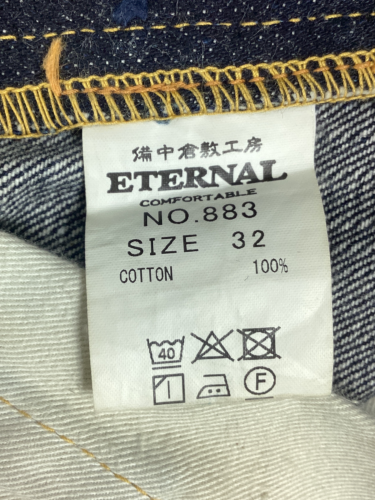 備中倉敷工房
ETERNAL
COMFORTABLE
NO.883
SIZE 32
COTTON 100%
40
F